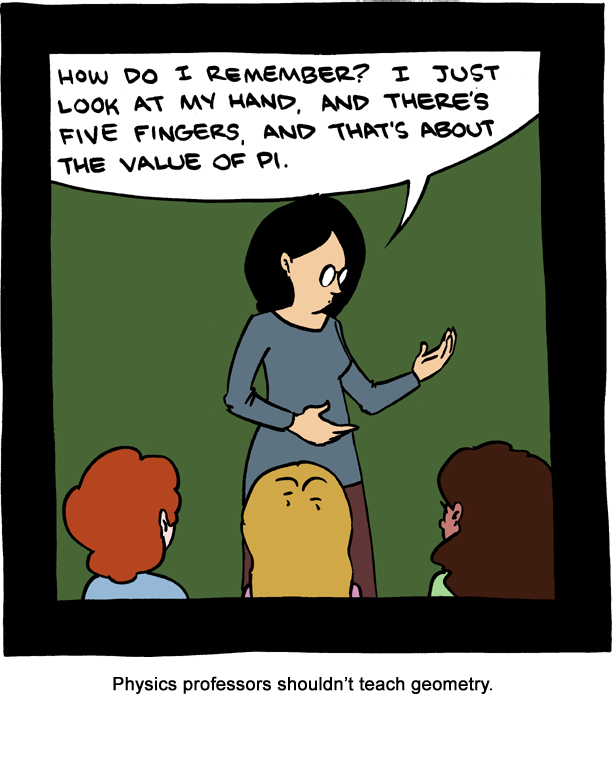 HOW DO I REMEMBER? I JUST
LOOK AT MY HAND, AND THERE'S
FIVE FINGERS, AND THAT'S ABOUT
THE VALUE OF PI.
Physics professors shouldn't teach geometry.